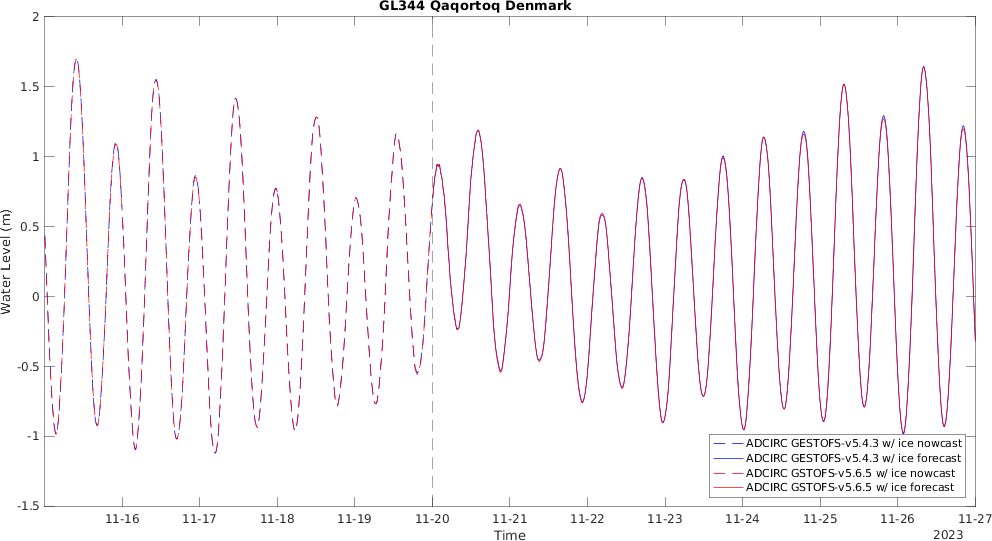 GL344 Qaqortoq Denmark
2
1.5
1
0.5
0
-0.5
-1
-1.5
Water Level (m)
ADCIRC GESTOFS-v5.4.3 w/ ice nowcast
ADCIRC GESTOFS-v5.4.3 w/ ice forecast
ADCIRC GSTOFS-v5.6.5 w/ ice nowcast
ADCIRC GSTOFS-v5.6.5 w/ ice forecast
11-16 11-17 11-18 11-19 11-20 11-21 11-22 11-23 11-24 11-25 11-26 11-27
Time
2023